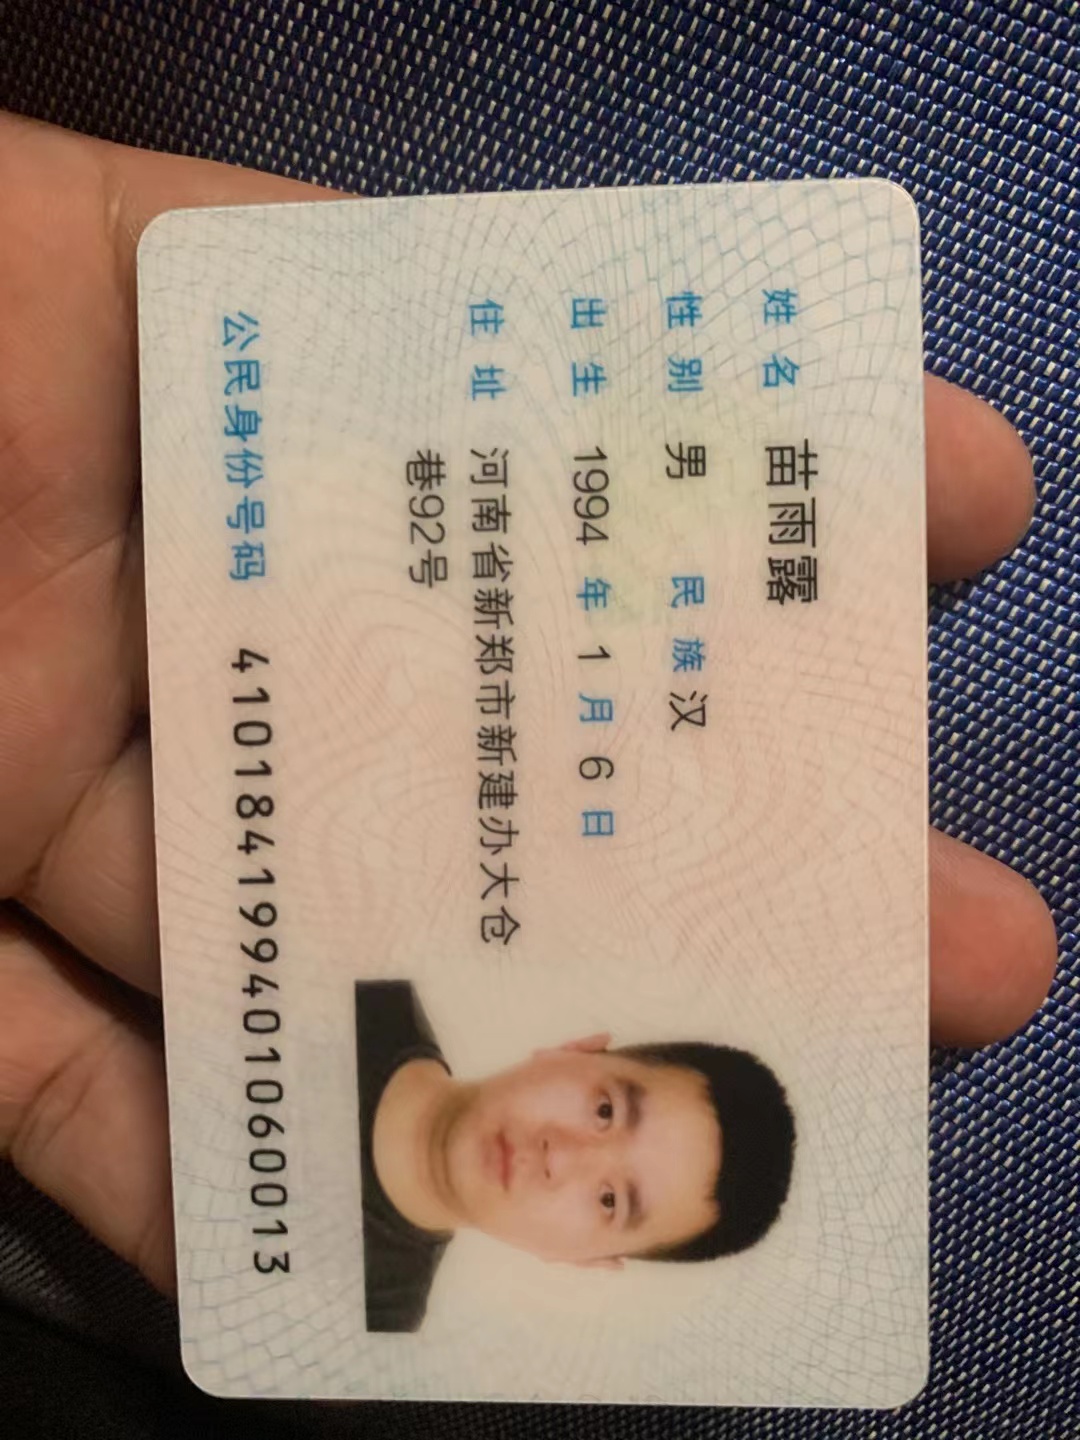 姓名 苗雨露
性别 男 民族 汉
出生 1994 年 1 月 6 日
住址 河南省新郑市新建办大仓
巷92号
公民身份号码 410184199401060013